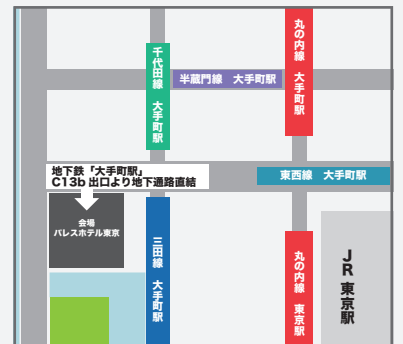 丸の内線　大手町駅
千代田線　大手町駅
半蔵門線　大手町駅
地下鉄「大手町駅」
C13b 出口より地下通路直結
東西線　大手町駅
会場
パレスホテル東京
三田線　大手町駅
丸の内線　東京駅
JR 東京駅